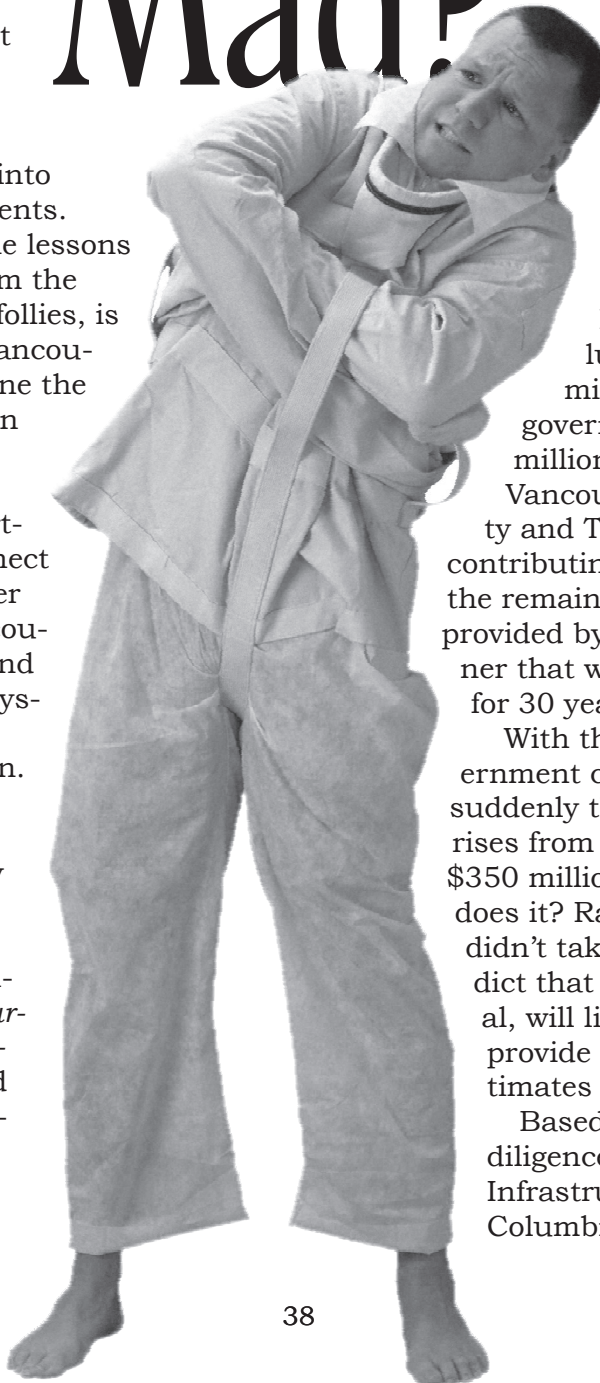 Mad?
t
into
ents.
e lessons
m the
follies, is
ancou-
ne the
n
t-
nect
er
ou-
nd
ys-
n.
y
-
ur-
-
d
-
lu
mi
govern
million
Vancou
ty and T
contributin
the remain
provided by
ner that w
for 30 yea
With th
ernment o
suddenly t
rises from
$350 millio
does it? Ra
didn’t tak
dict that
al, will li
provide
timates
Based
diligence
Infrastru
Columbi
38